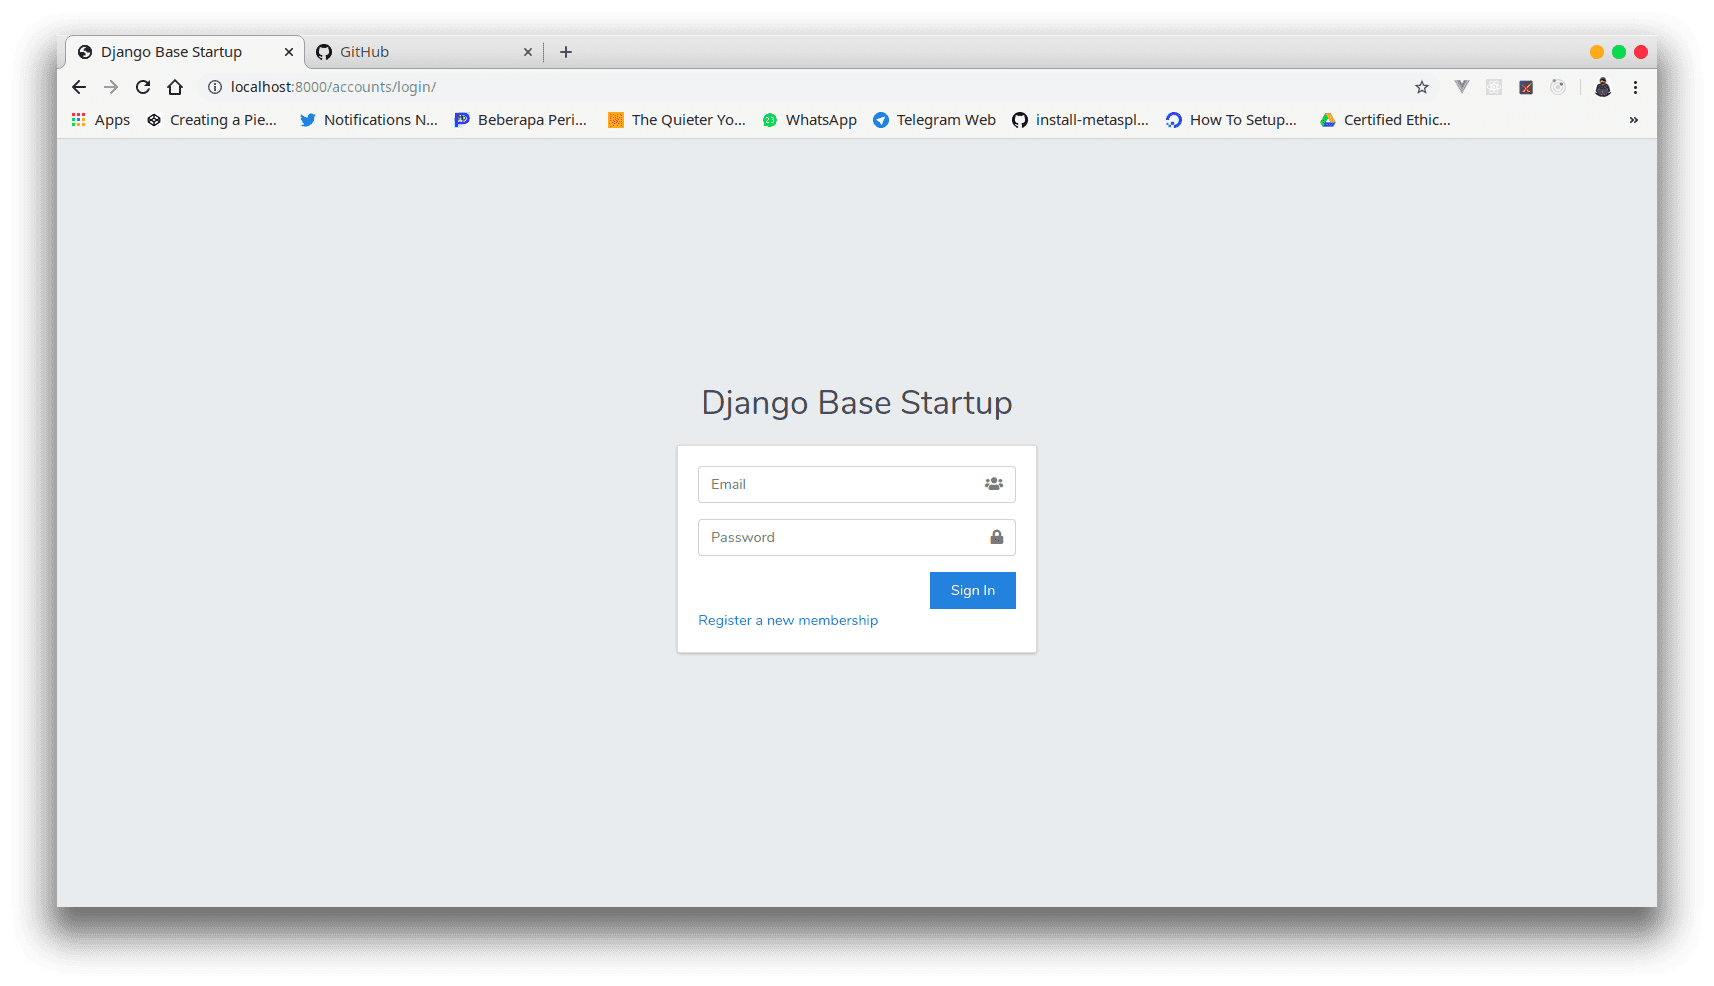 Django Base Startup GitHub
localhost:8000/accounts/login/
Apps Creating a Pie... Notifications N... Beberapa Peri... The Quieter Yo... WhatsApp Telegram Web install-metaspl... How To Setup... Certified Ethic... »
Django Base Startup
Email
Password
Sign In
Register a new membership